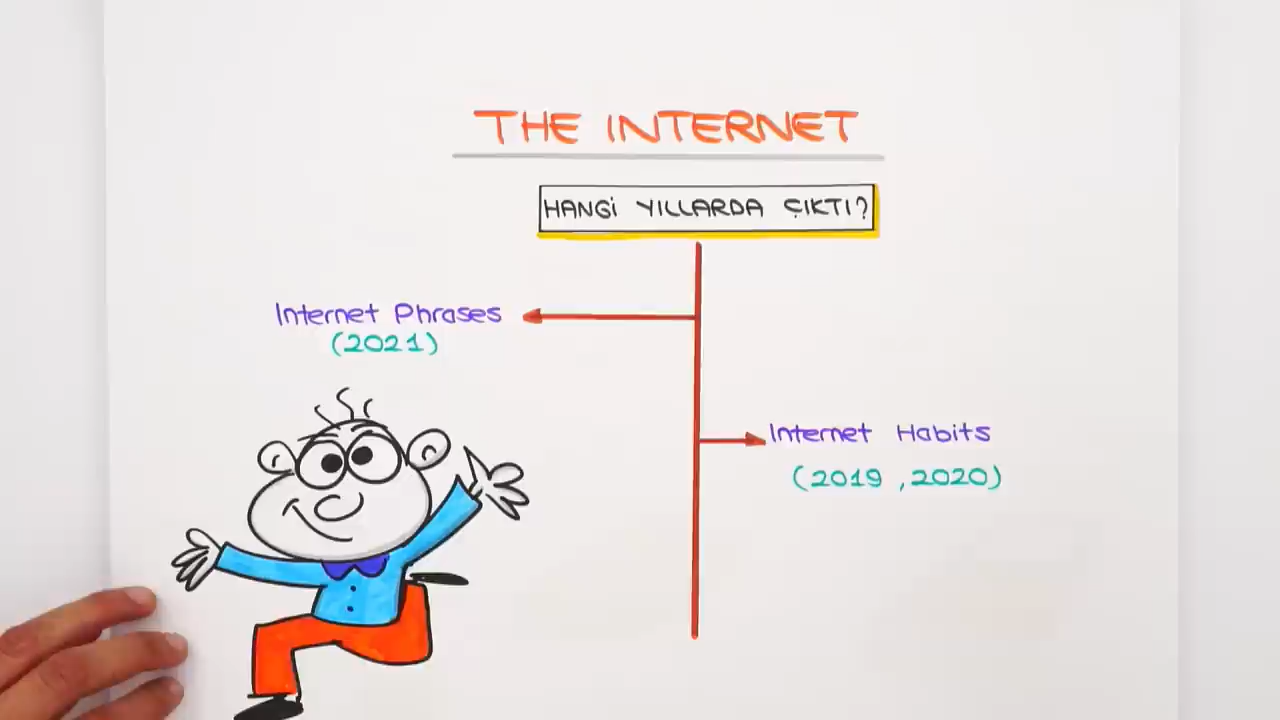 THE INTERNET
HANGİ YILLARDA ÇIKTI?
Internet Phrases
(2021)
Internet Habits
(2019 ,2020)